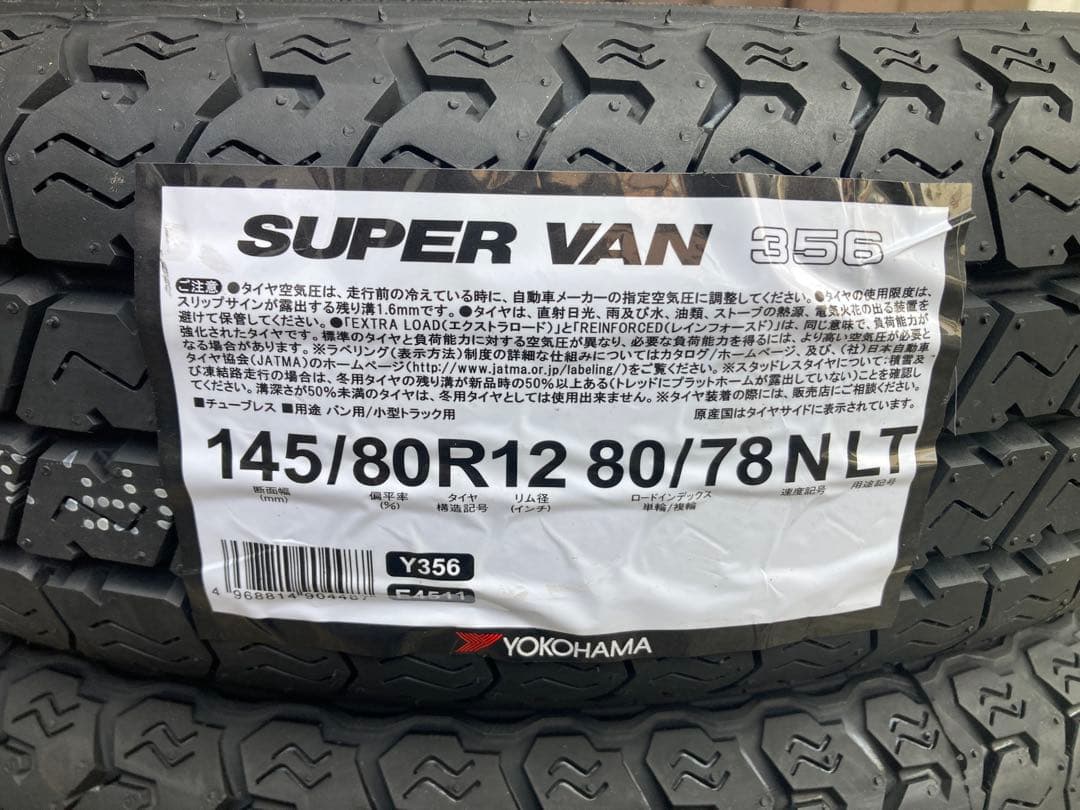 SUPER VAN 356
ご注意 ●タイヤ空気圧は、走行前の冷えている時に、自動車メーカーの指定空気圧に調整してください。●タイヤの使用限度は、
スリップサインが露出する残り溝1.6mmです。●タイヤは、直射日光、雨及び水、油類、ストーブの熱源、電気火花の出る装置を
避けて保管してください。●「EXTRA LOAD(エクストラロード)」と「REINFORCED(レインフォースド)」は、同じ意味で、負荷能力が
強化されたタイヤです。標準のタイヤと負荷能力に対する空気圧が異なり、必要な負荷能力を得るには、より高い空気圧が必要と
なる場合があります。※ラベリング(表示方法)制度の詳細な仕組みについてはカタログ/ホームページ、及び、(社)日本自動車
タイヤ協会(JATMA)のホームページ(http://www.jatma.or.jp/labeling/)をご覧ください。※スタッドレスタイヤについて:積雪及
び凍結路走行の場合は、冬用タイヤの残り溝が新品時の50%以上ある(トレッドにプラットホームが露出していない)ことを確認し
てください。溝深さが50%未満のタイヤは、冬用タイヤとしては使用出来ません。※タイヤ装着の際には、販売店にご相談ください。
■チューブレス ■用途 バン用/小型トラック用 原産国はタイヤサイドに表示されています。
145/80R12 80/78 N LT
断面幅 偏平率 タイヤ リム径 ロードインデックス 速度記号 用途記号
(mm) (%) 構造記号 (インチ) 単輪/複輪
Y356
4 968814 904487
F4511
YOKOHAMA